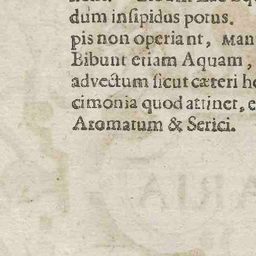 dum inſipidus potus.
pis non operiant, Man
Bibunt etiam Aquam,
advectum ſicut cæteri
cimonia quod attinet,
Aromatum & Serici.